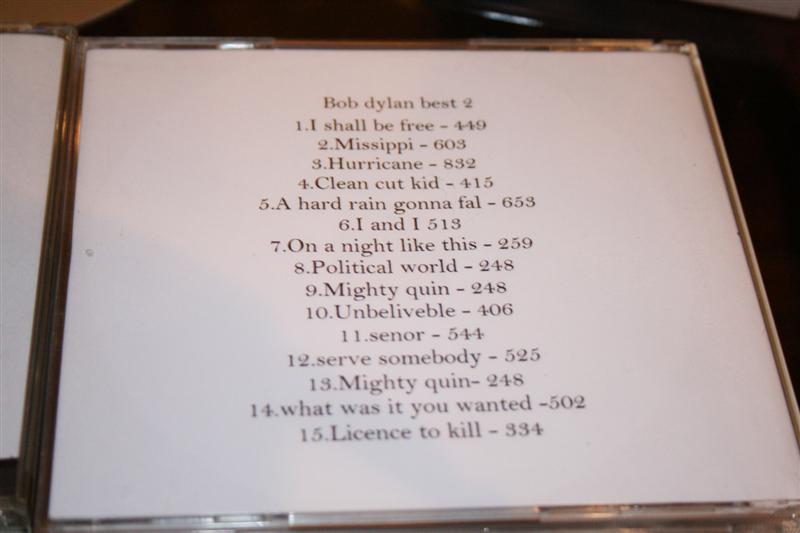 Bob dylan best 2
1.I shall be free - 449
2.Missippi - 603
3.Hurricane - 832
4.Clean cut kid - 415
5.A hard rain gonna fal - 653
6.I and I 513
7.On a night like this - 259
8.Political world - 248
9.Mighty quin - 248
10.Unbeliveble - 406
11.senor - 544
12.serve somebody - 525
13.Mighty quin- 248
14.what was it you wanted -502
15.Licence to kill - 334